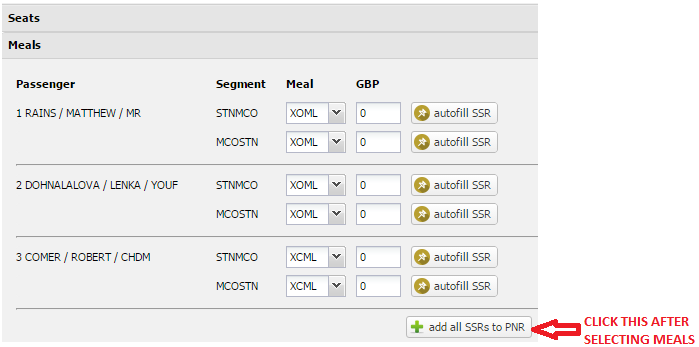 Seats
Meals
Passenger Segment Meal GBP
1 RAINS / MATTHEW / MR STNMCO XOML 0 autofill SSR
MCOSTN XOML 0 autofill SSR
2 DOHNALALOVA / LENKA / YOUF STNMCO XOML 0 autofill SSR
MCOSTN XOML 0 autofill SSR
3 COMER / ROBERT / CHDM STNMCO XCML 0 autofill SSR
MCOSTN XCML 0 autofill SSR
add all SSRs to PNR
CLICK THIS AFTER
SELECTING MEALS